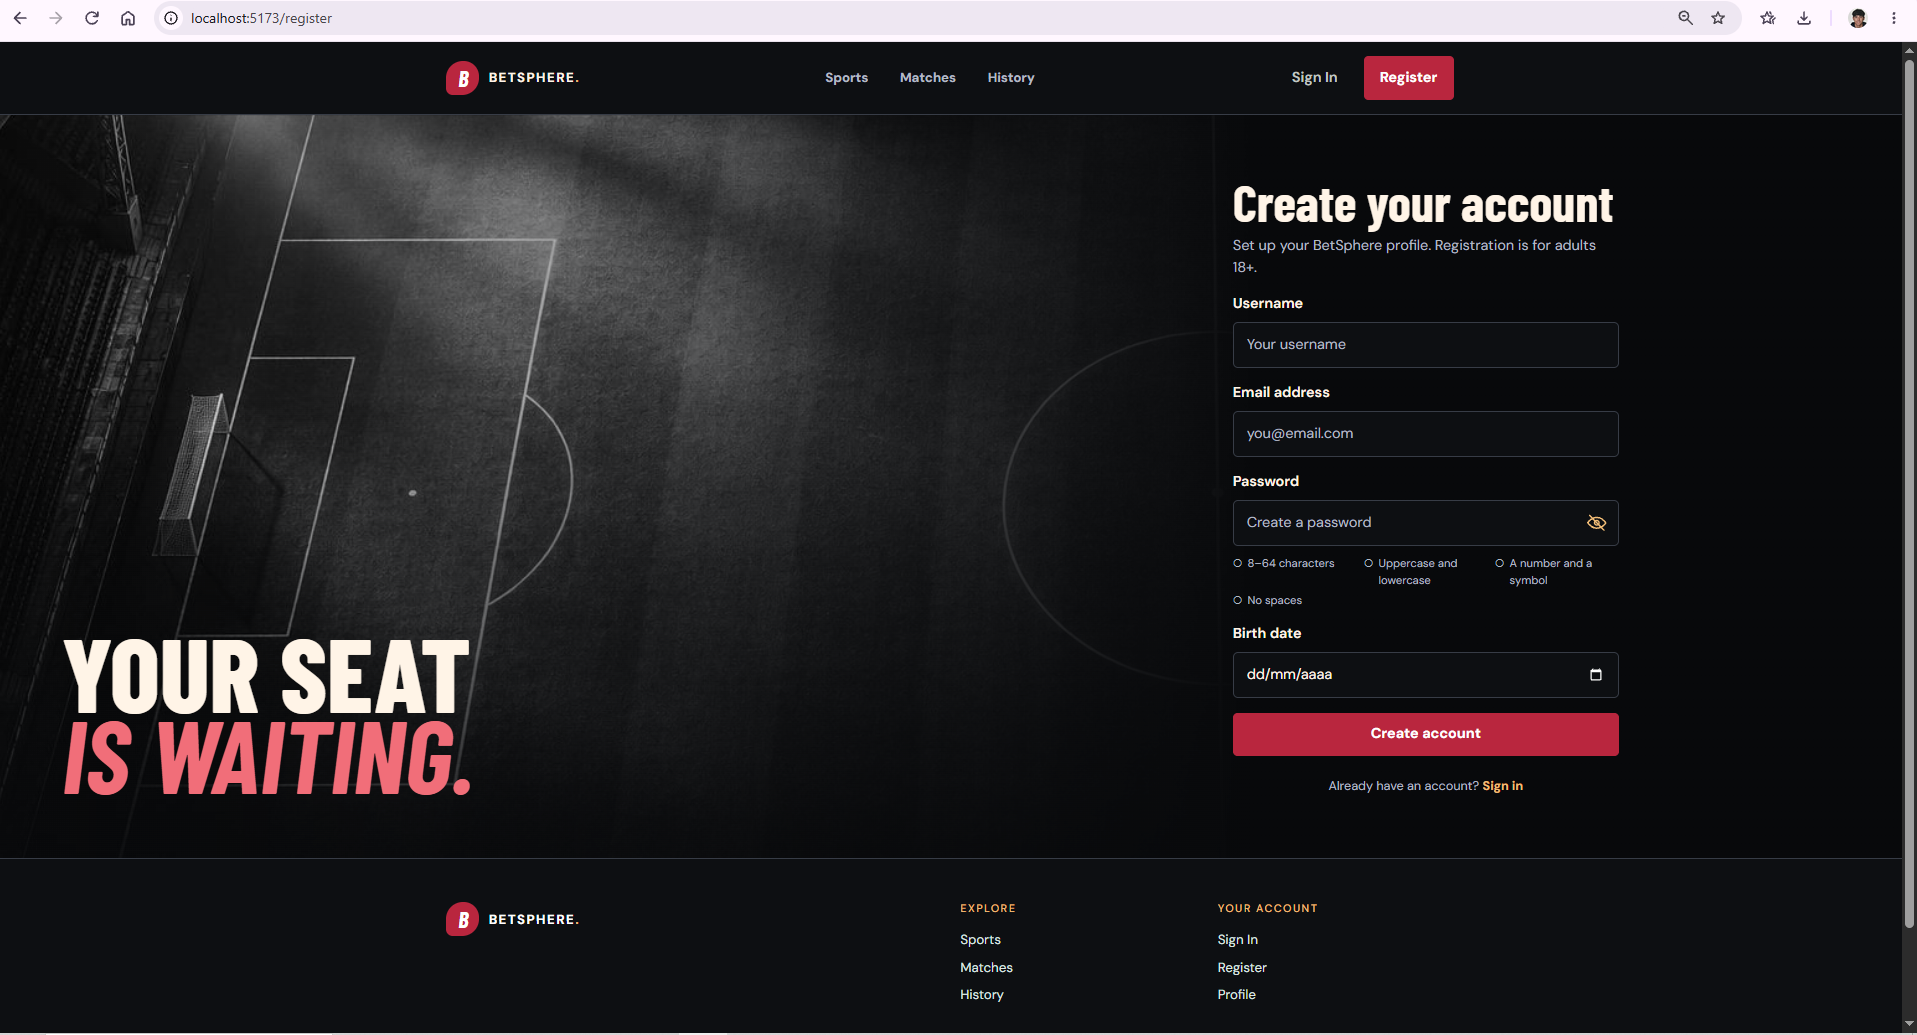 localhost:5173/register
B BETSPHERE.
Sports Matches History
Sign In Register
Create your account
Set up your BetSphere profile. Registration is for adults
18+.
Username
Your username
Email address
you@email.com
Password
Create a password
8–64 characters
Uppercase and
lowercase
A number and a
symbol
No spaces
Birth date
dd/mm/aaaa
Create account
Already have an account? Sign in
YOUR SEAT
IS WAITING.
B BETSPHERE.
EXPLORE
Sports
Matches
History
YOUR ACCOUNT
Sign In
Register
Profile